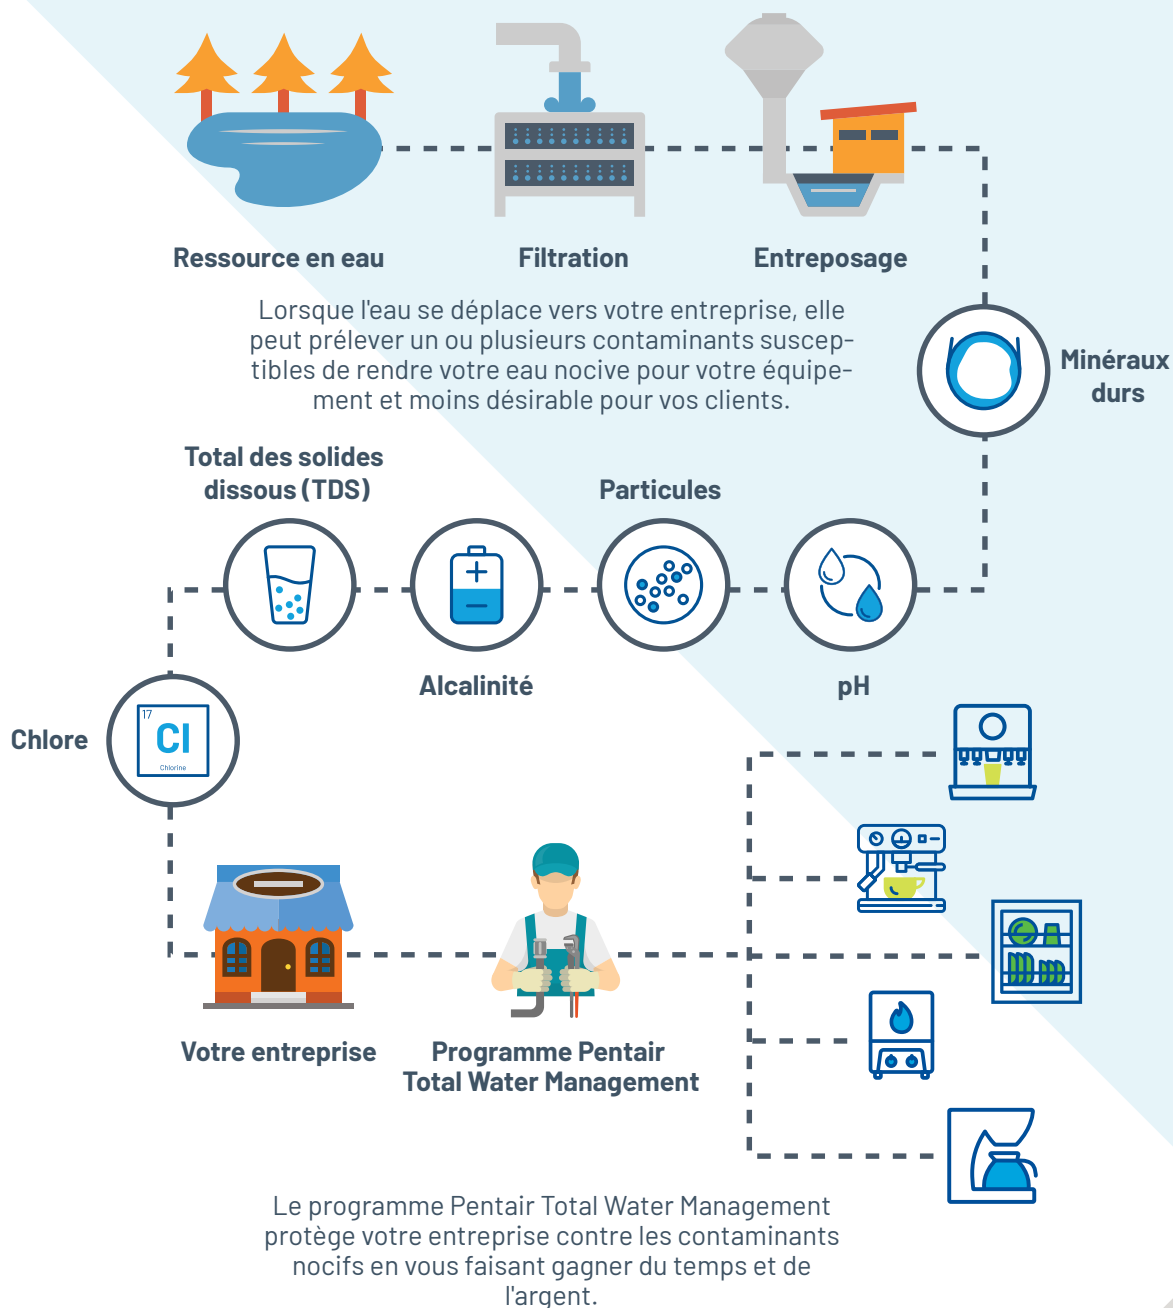 Ressource en eau
Filtration
Entreposage
Lorsque l'eau se déplace vers votre entreprise, elle
peut prélever un ou plusieurs contaminants suscep-
tibles de rendre votre eau nocive pour votre équipe-
ment et moins désirable pour vos clients.
Minéraux
durs
Total des solides
dissous (TDS)
Particules
Alcalinité
pH
Chlore
17
Cl
Chlorine
Votre entreprise
Programme Pentair
Total Water Management
Le programme Pentair Total Water Management
protège votre entreprise contre les contaminants
nocifs en vous faisant gagner du temps et de
l'argent.